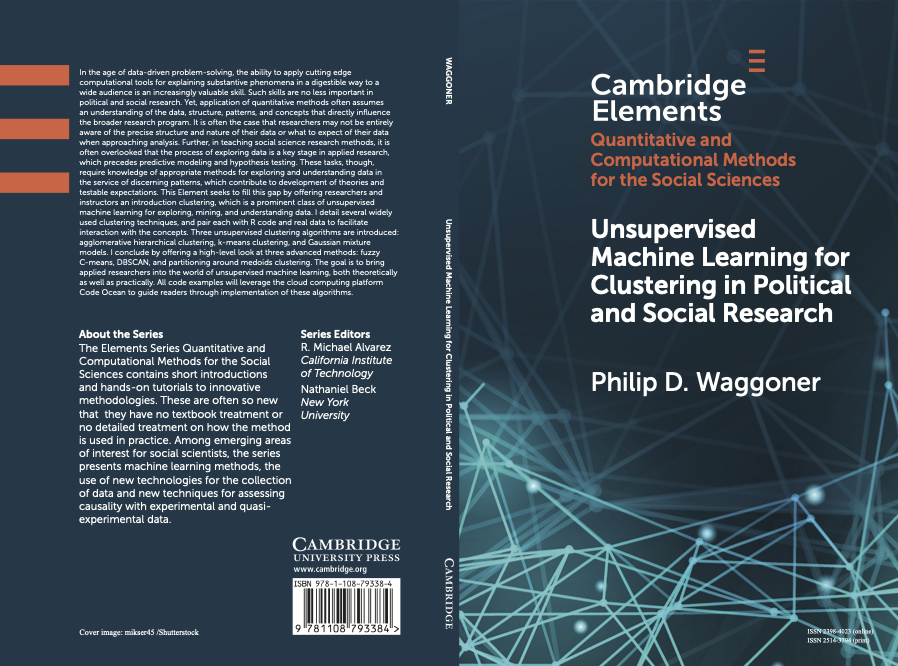 In the age of data-driven problem-solving, the ability to apply cutting edge
computational tools for explaining substantive phenomena in a digestible way to a
wide audience is an increasingly valuable skill. Such skills are no less important in
political and social research. Yet, application of quantitative methods often assumes
an understanding of the data, structure, patterns, and concepts that directly influence
the broader research program. It is often the case that researchers may not be entirely
aware of the precise structure and nature of their data or what to expect of their data
when approaching analysis. Further, in teaching social science research methods, it is
often overlooked that the process of exploring data is a key stage in applied research,
which precedes predictive modeling and hypothesis testing. These tasks, though,
require knowledge of appropriate methods for exploring and understanding data in
the service of discerning patterns, which contribute to development of theories and
testable expectations. This Element seeks to fill this gap by offering researchers and
instructors an introduction clustering, which is a prominent class of unsupervised
machine learning for exploring, mining, and understanding data. I detail several widely
used clustering techniques, and pair each with R code and real data to facilitate
interaction with the concepts. Three unsupervised clustering algorithms are introduced:
agglomerative hierarchical clustering, k-means clustering, and Gaussian mixture
models. I conclude by offering a high-level look at three advanced methods: fuzzy
C-means, DBSCAN, and partitioning around medoids clustering. The goal is to bring
applied researchers into the world of unsupervised machine learning, both theoretically
as well as practically. All code examples will leverage the cloud computing platform
Code Ocean to guide readers through implementation of these algorithms.
About the Series
The Elements Series Quantitative and
Computational Methods for the Social
Sciences contains short introductions
and hands-on tutorials to innovative
methodologies. These are often so new
that they have no textbook treatment or
no detailed treatment on how the method
is used in practice. Among emerging areas
of interest for social scientists, the series
presents machine learning methods, the
use of new technologies for the collection
of data and new techniques for assessing
causality with experimental and quasi-
experimental data.
Series Editors
R. Michael Alvarez
California Institute
of Technology
Nathaniel Beck
New York
University
CAMBRIDGE
UNIVERSITY PRESS
www.cambridge.org
ISBN 978-1-108-79338-4
9 781108 793384 >
Cover image: mikser45 /Shutterstock
WAGGONER
Unsupervised Machine Learning for Clustering in Political and Social Research
CAMBRIDGE
Cambridge
Elements
Quantitative and
Computational Methods
for the Social Sciences
Unsupervised
Machine Learning for
Clustering in Political
and Social Research
Philip D. Waggoner
ISSN 2398-4023 (online)
ISSN 2514-3794 (print)